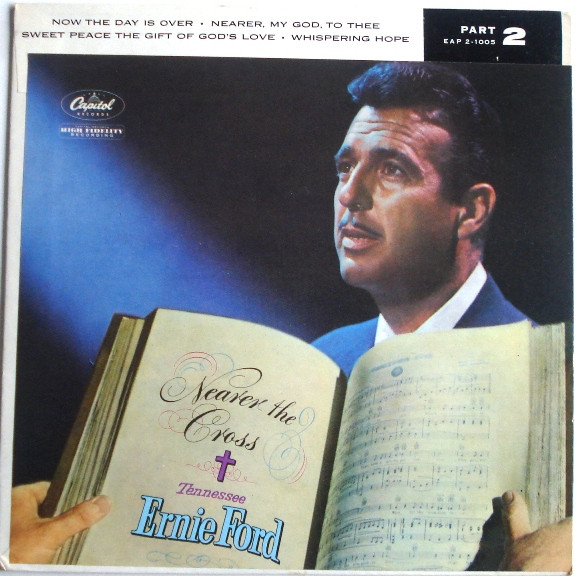 NOW THE DAY IS OVER • NEARER, MY GOD, TO THEE
SWEET PEACE THE GIFT OF GOD'S LOVE • WHISPERING HOPE
PART 2
EAP 2-1005
1
Capitol
RECORDS
HIGH FIDELITY
RECORDING
Nearer the
Cross
Tennessee
Ernie Ford